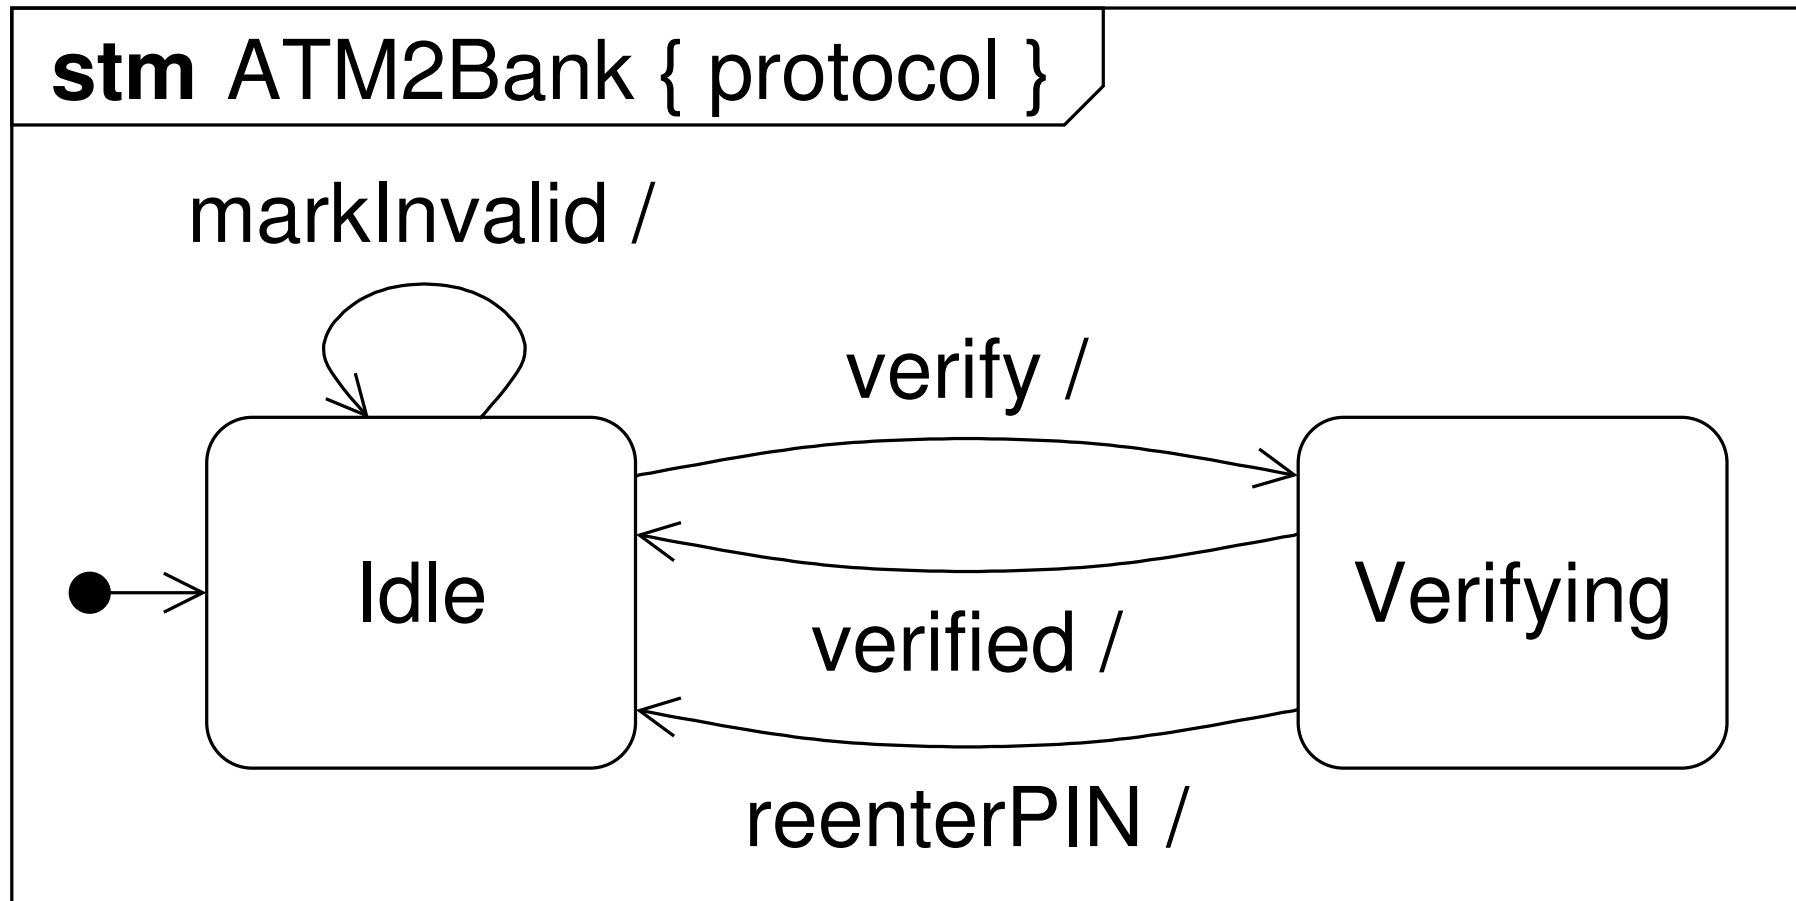 stm ATM2Bank { protocol }
markInvalid /
verify /
Idle
Verifying
verified /
reenterPIN /